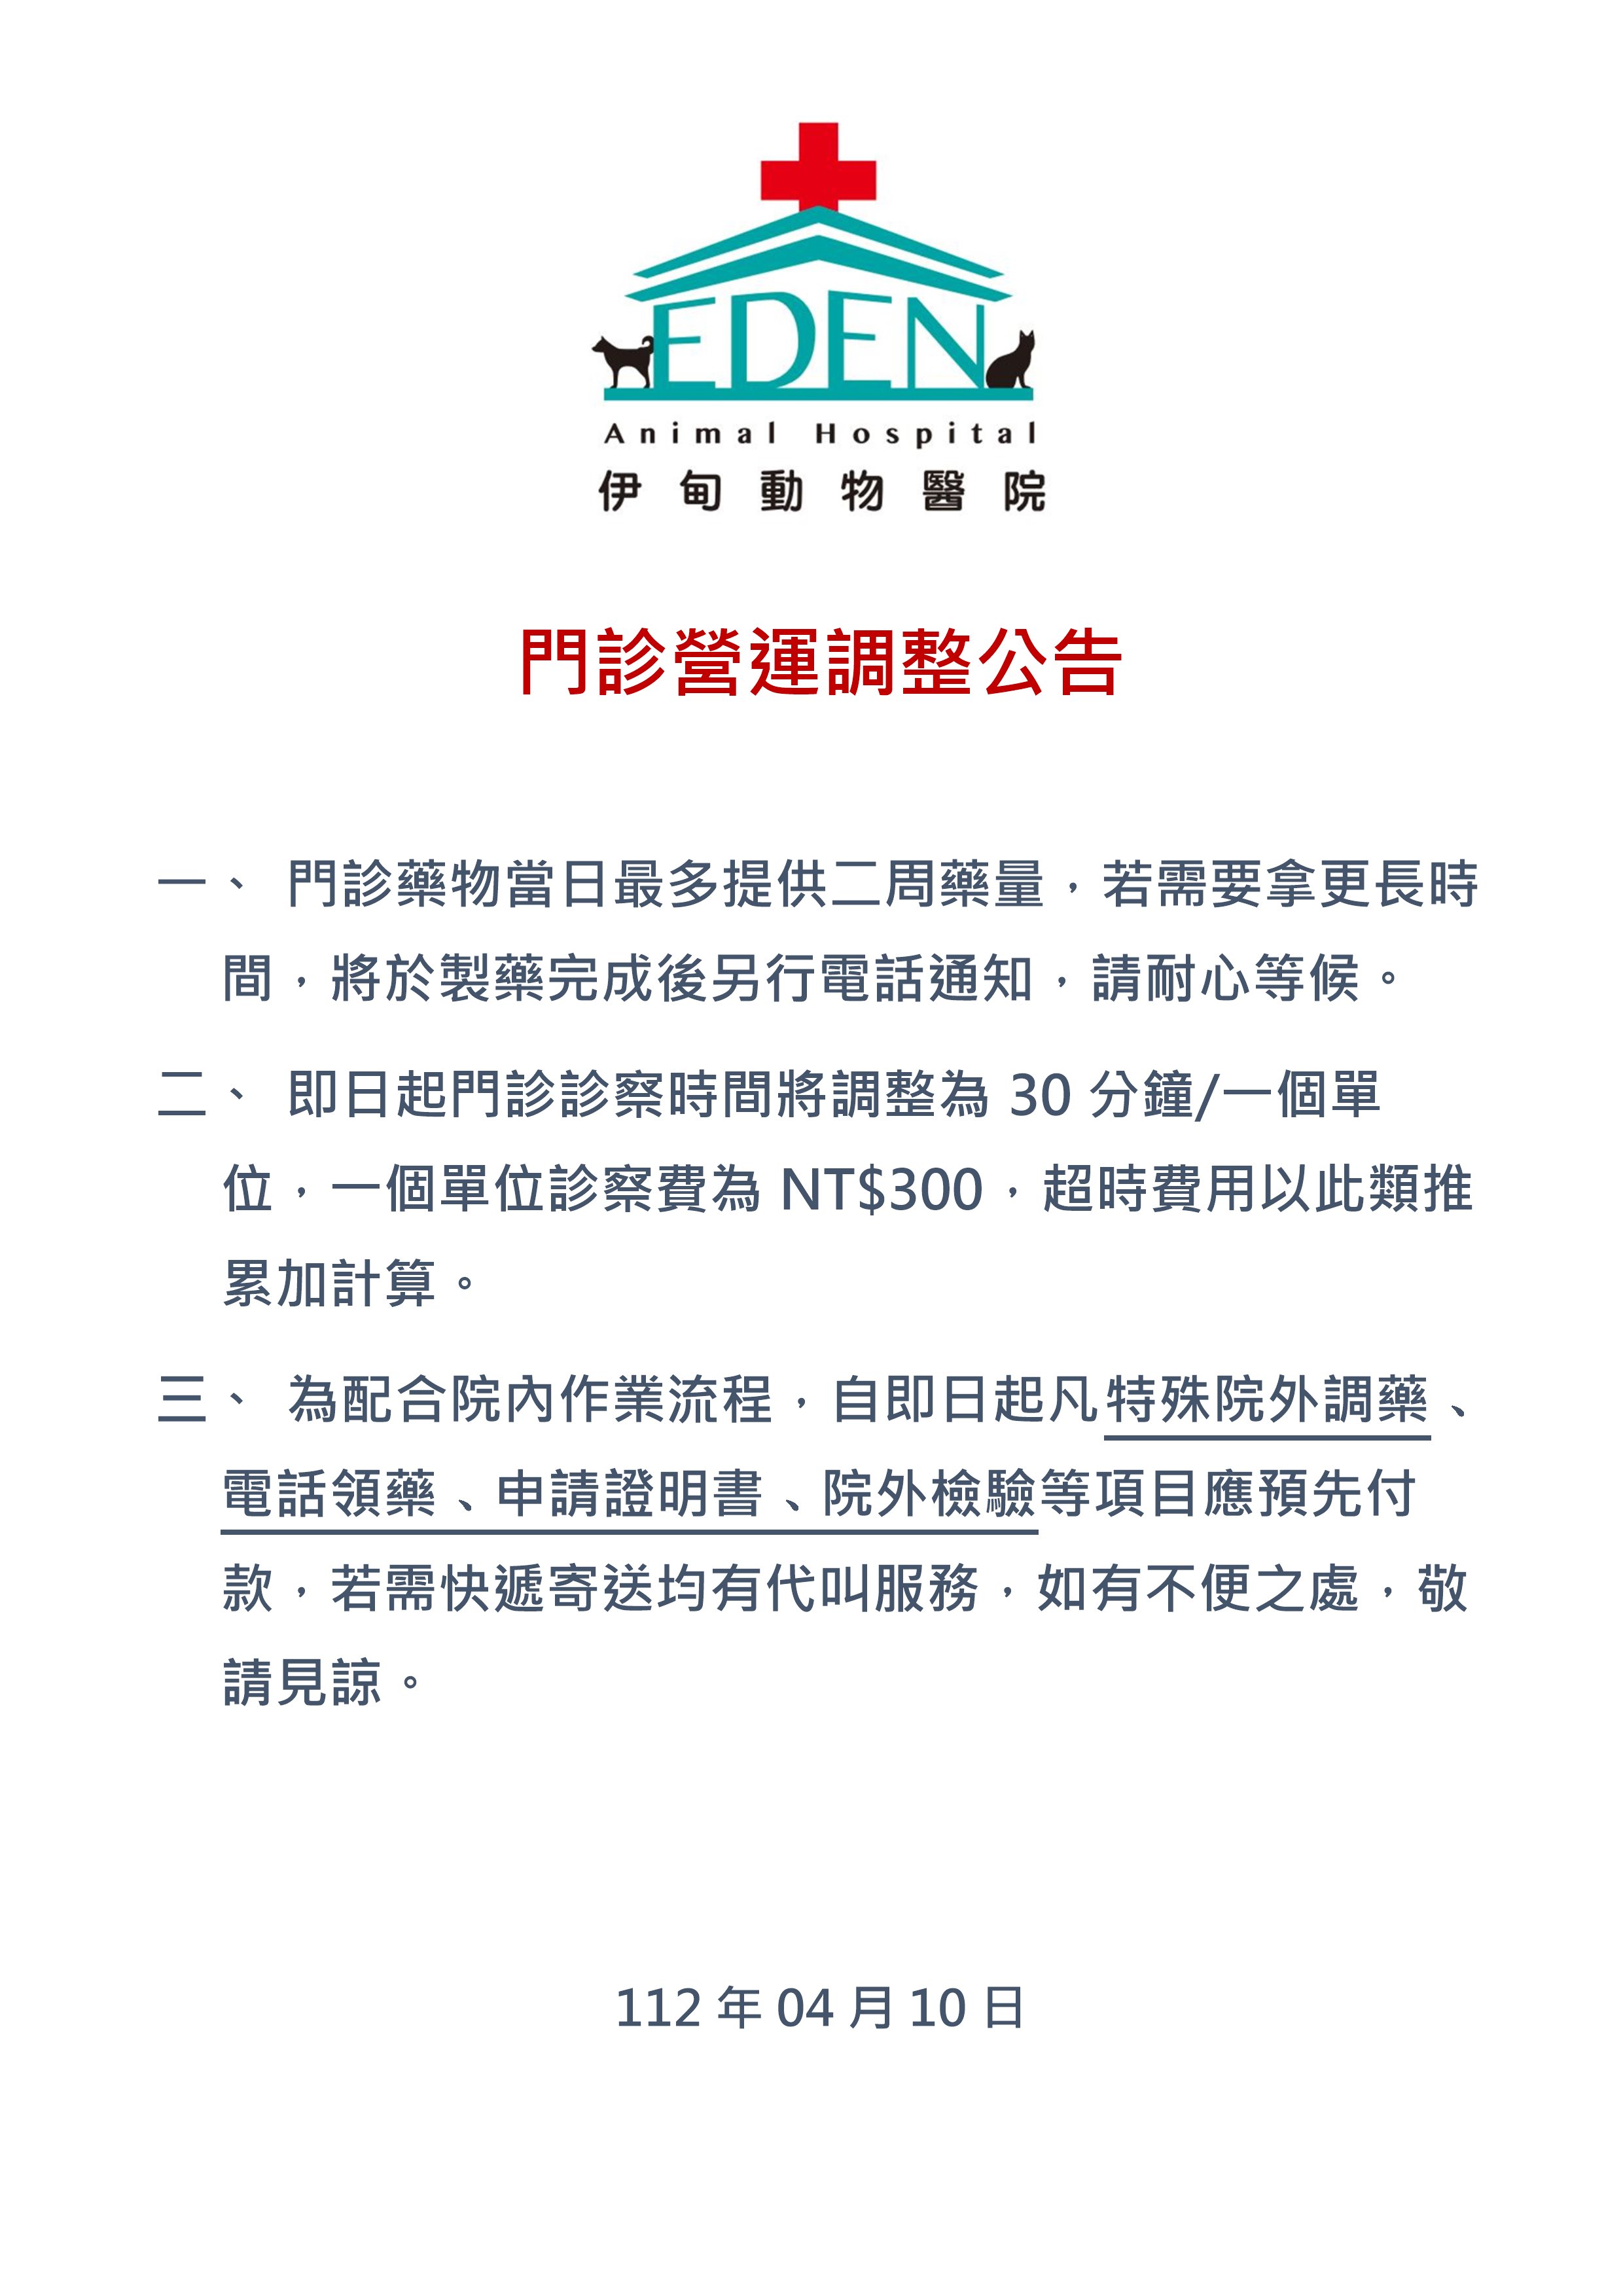 EDEN
Animal Hospital
伊甸動物醫院
門診營運調整公告
一、 門診藥物當日最多提供二周藥量，若需要拿更長時
間，將於製藥完成後另行電話通知，請耐心等候。
二、 即日起門診診察時間將調整為 30 分鐘/一個單
位，一個單位診察費為 NT$300，超時費用以此類推
累加計算。
三、 為配合院內作業流程，自即日起凡特殊院外調藥、
電話領藥、申請證明書、院外檢驗等項目應預先付
款，若需快遞寄送均有代叫服務，如有不便之處，敬
請見諒。
112 年 04 月 10 日